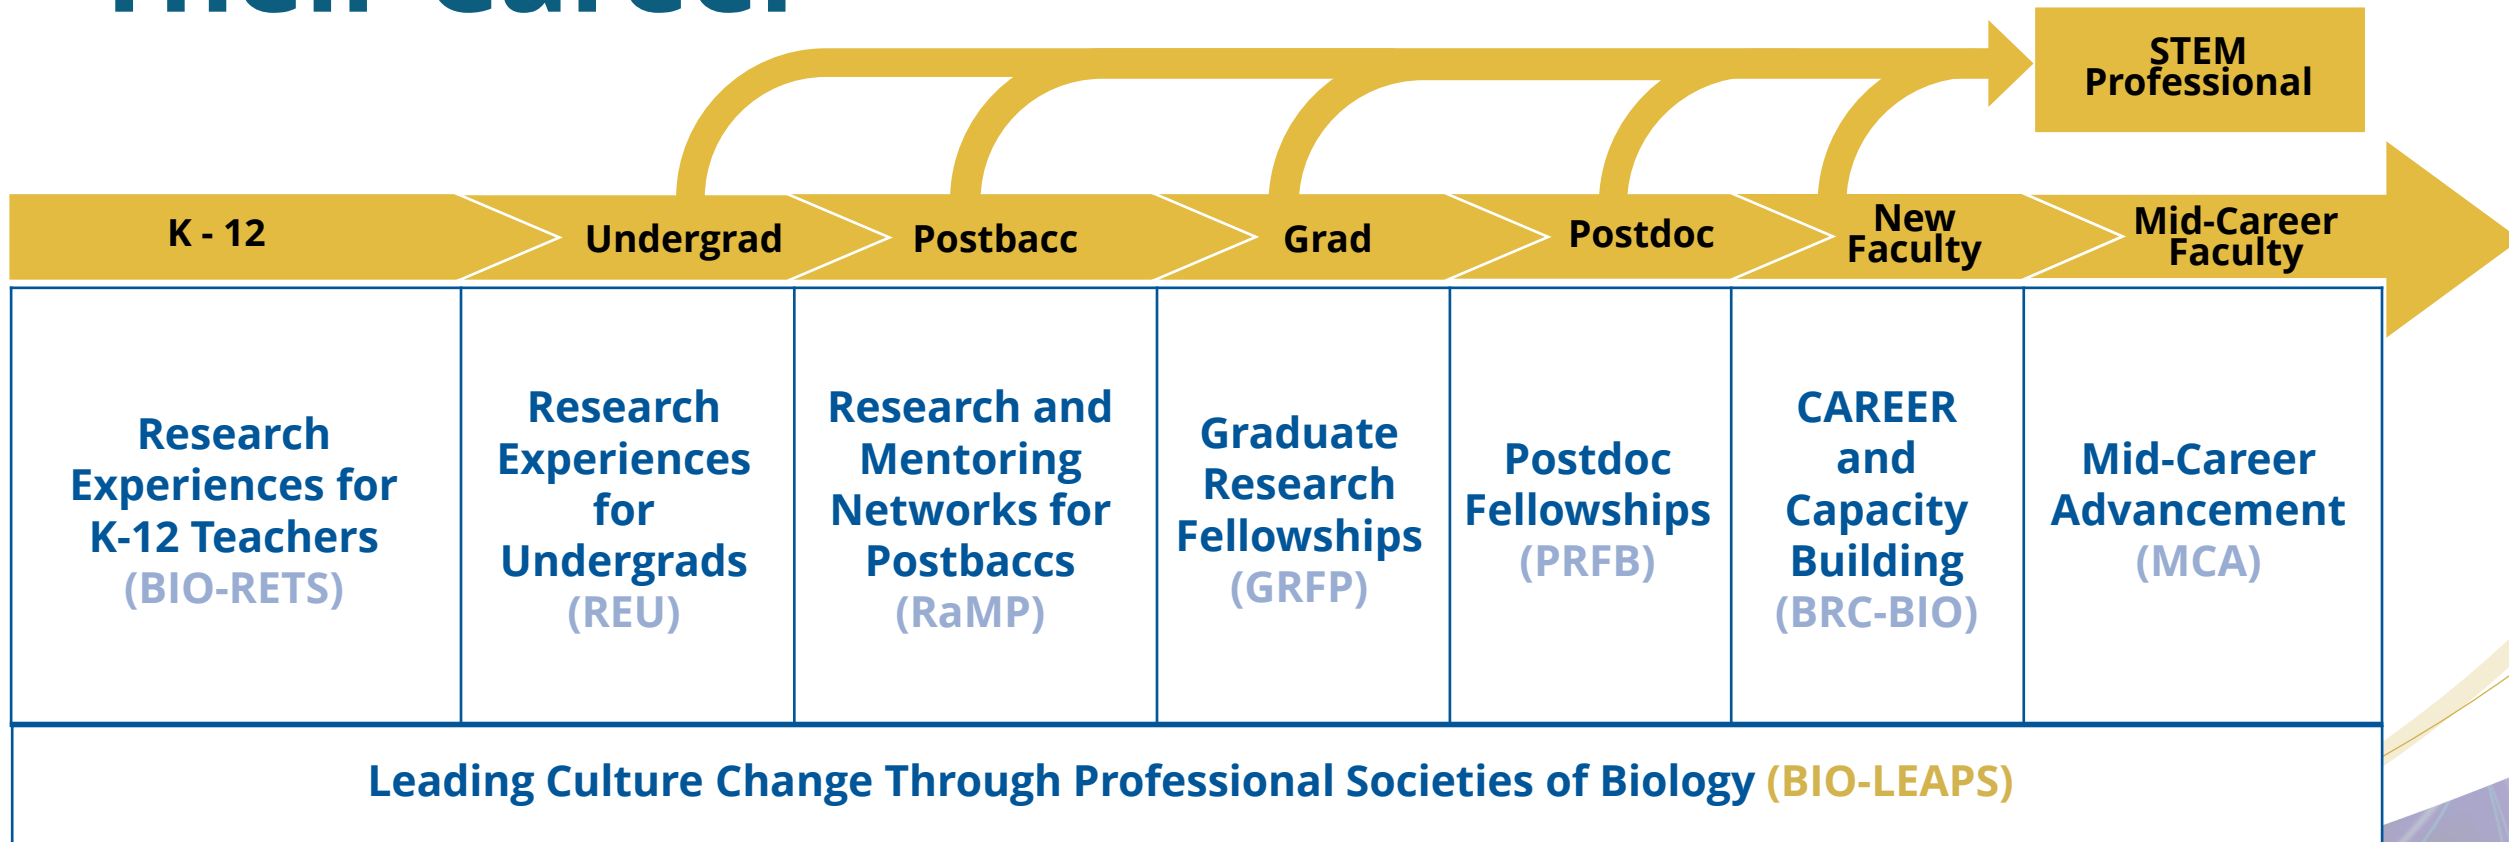 Their Career
STEM
Professional
K - 12
Undergrad
Postbacc
Grad
Postdoc
New
Faculty
Mid-Career
Faculty
Research
Experiences for
K-12 Teachers
(BIO-RETS)
Research
Experiences
for
Undergrads
(REU)
Research and
Mentoring
Networks for
Postbaccs
(RaMP)
Graduate
Research
Fellowships
(GRFP)
Postdoc
Fellowships
(PRFB)
CAREER
and
Capacity
Building
(BRC-BIO)
Mid-Career
Advancement
(MCA)
Leading Culture Change Through Professional Societies of Biology (BIO-LEAPS)